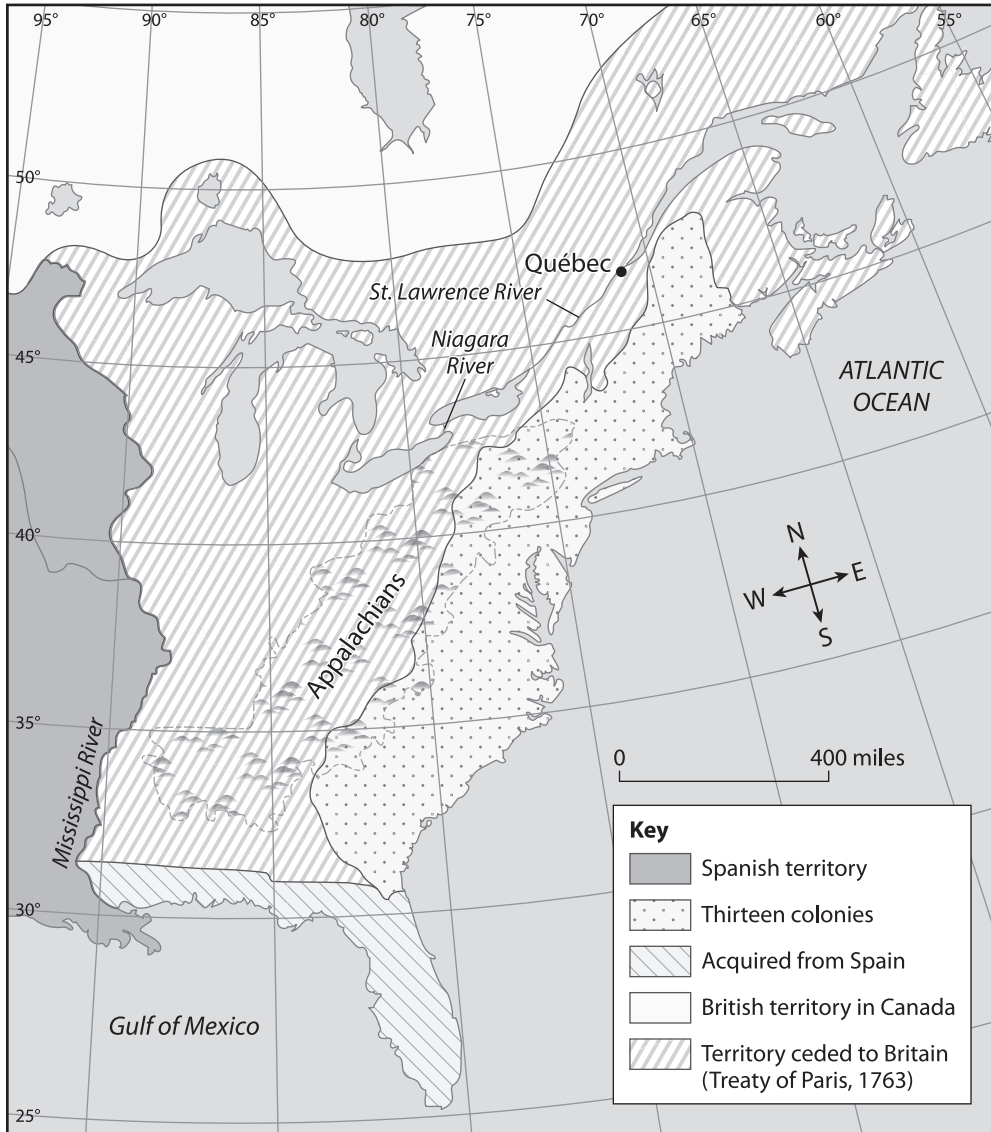 95°
90°
85°
80°
75°
70°
65°
60°
55°
50°
Québec
St. Lawrence River
Niagara
River
45°
ATLANTIC
OCEAN
40°
N
W
E
S
Appalachians
35°
0
400 miles
Mississippi River
30°
Gulf of Mexico
25°
Key
Spanish territory
Thirteen colonies
Acquired from Spain
British territory in Canada
Territory ceded to Britain
(Treaty of Paris, 1763)